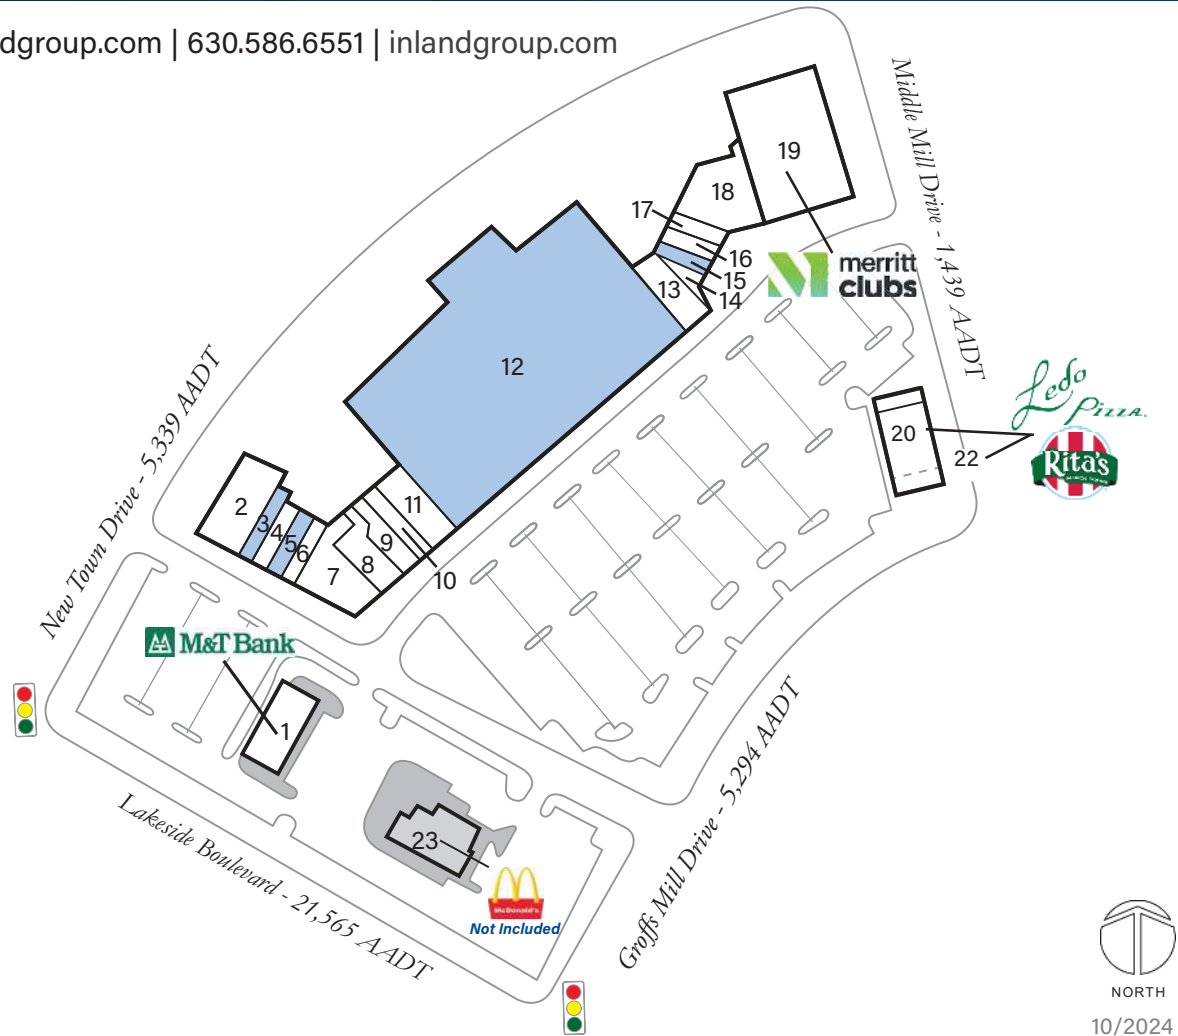 dgroup.com | 630.586.6551 | inlandgroup.com
Middle Mill Drive - 1,439 AADT
19
18
17
16
15
14
13
merritt
clubs
12
New Town Drive - 5,339 AADT
Ledo
Pizza
20
22
Rita's
2
3
4
5
6
7
8
9
10
11
M&T Bank
1
Groffs Mill Drive - 5,294 AADT
Lakeside Boulevard - 21,565 AADT
23
McDonald's
Not Included
NORTH
10/2024